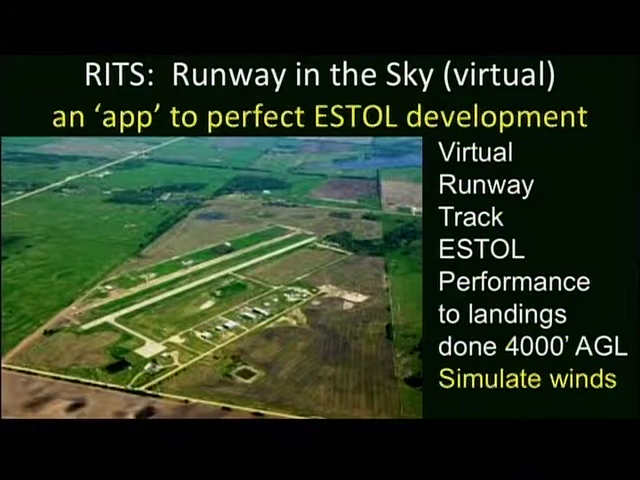 RITS:  Runway in the Sky (virtual)
an ‘app’ to perfect ESTOL development
Virtual
Runway
Track
ESTOL
Performance
to landings
done 4000’ AGL
Simulate winds